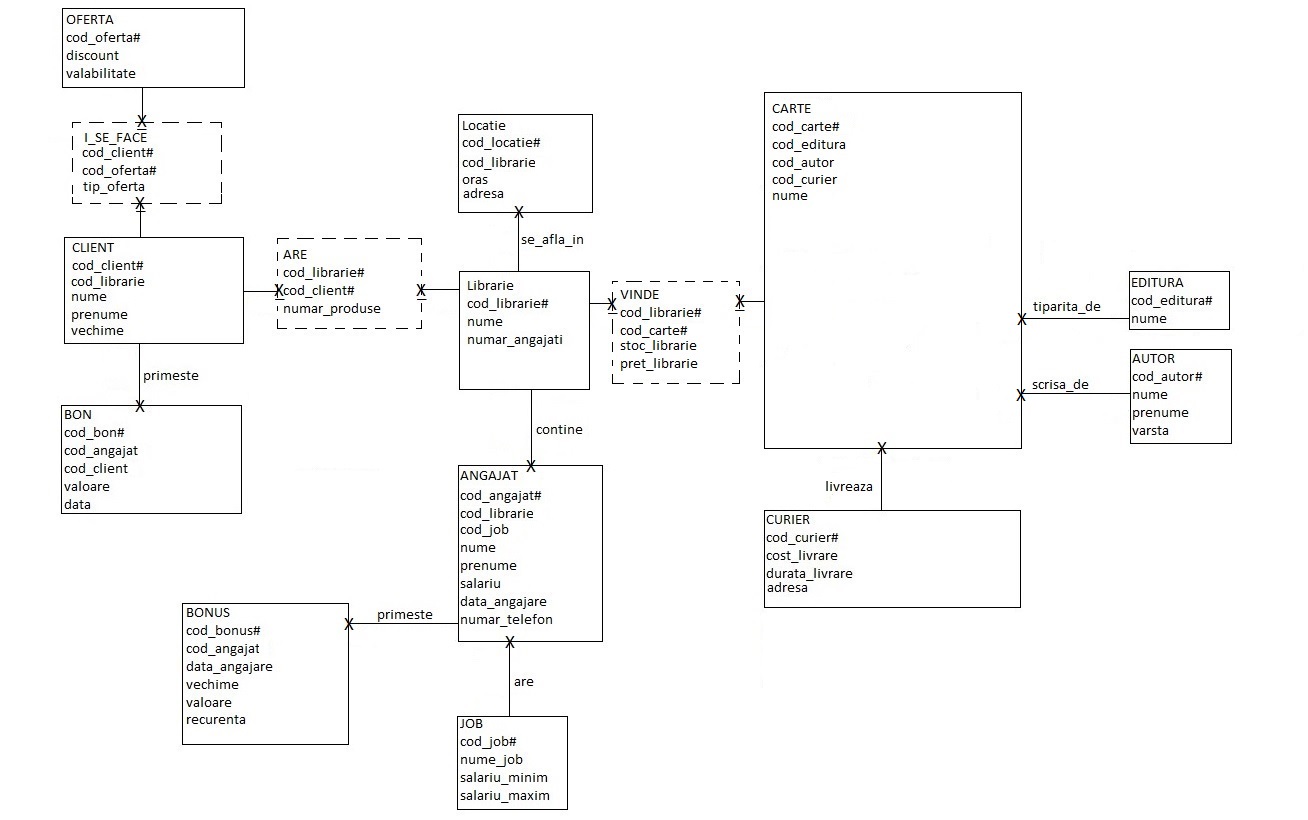 OFERTA
cod_oferta#
discount
valabilitate
I_SE_FACE
cod_client#
cod_oferta#
tip_oferta
CLIENT
cod_client#
cod_librarie
nume
prenume
vechime
primeste
BON
cod_bon#
cod_angajat
cod_client
valoare
data
ARE
cod_librarie#
cod_client#
numar_produse
Locatie
cod_locatie#
cod_librarie
oras
adresa
se_afla_in
Librarie
cod_librarie#
nume
numar_angajati
contine
VINDE
cod_librarie#
cod_carte#
stoc_librarie
pret_librarie
CARTE
cod_carte#
cod_editura
cod_autor
cod_curier
nume
tiparita_de
EDITURA
cod_editura#
nume
scrisa_de
AUTOR
cod_autor#
nume
prenume
varsta
livreaza
CURIER
cod_curier#
cost_livrare
durata_livrare
adresa
ANGAJAT
cod_angajat#
cod_librarie
cod_job
nume
prenume
salariu
data_angajare
numar_telefon
primeste
BONUS
cod_bonus#
cod_angajat
data_angajare
vechime
valoare
recurenta
are
JOB
cod_job#
nume_job
salariu_minim
salariu_maxim